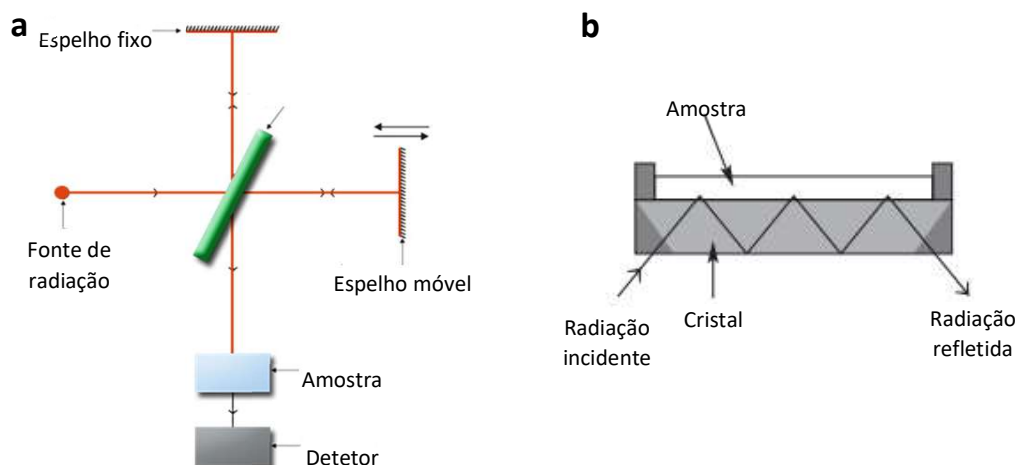 a
Espelho fixo
Fonte de
radiação
Espelho móvel
Amostra
Detetor
b
Amostra
Radiação
incidente
Cristal
Radiação
refletida